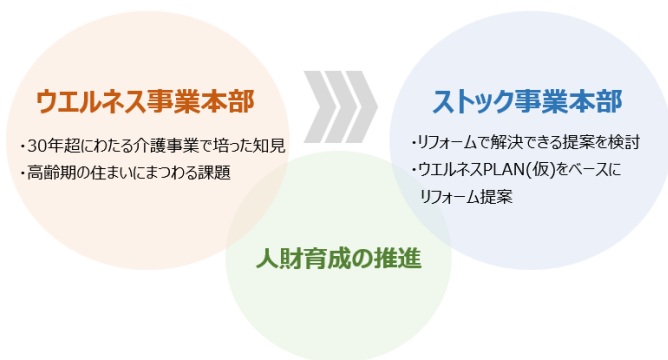 ウエルネス事業本部
・30年超にわたる介護事業で培った知見
・高齢期の住まいにまつわる課題
ストック事業本部
・リフォームで解決できる提案を検討
・ウエルネスPLAN(仮)をベースに
リフォーム提案
人財育成の推進